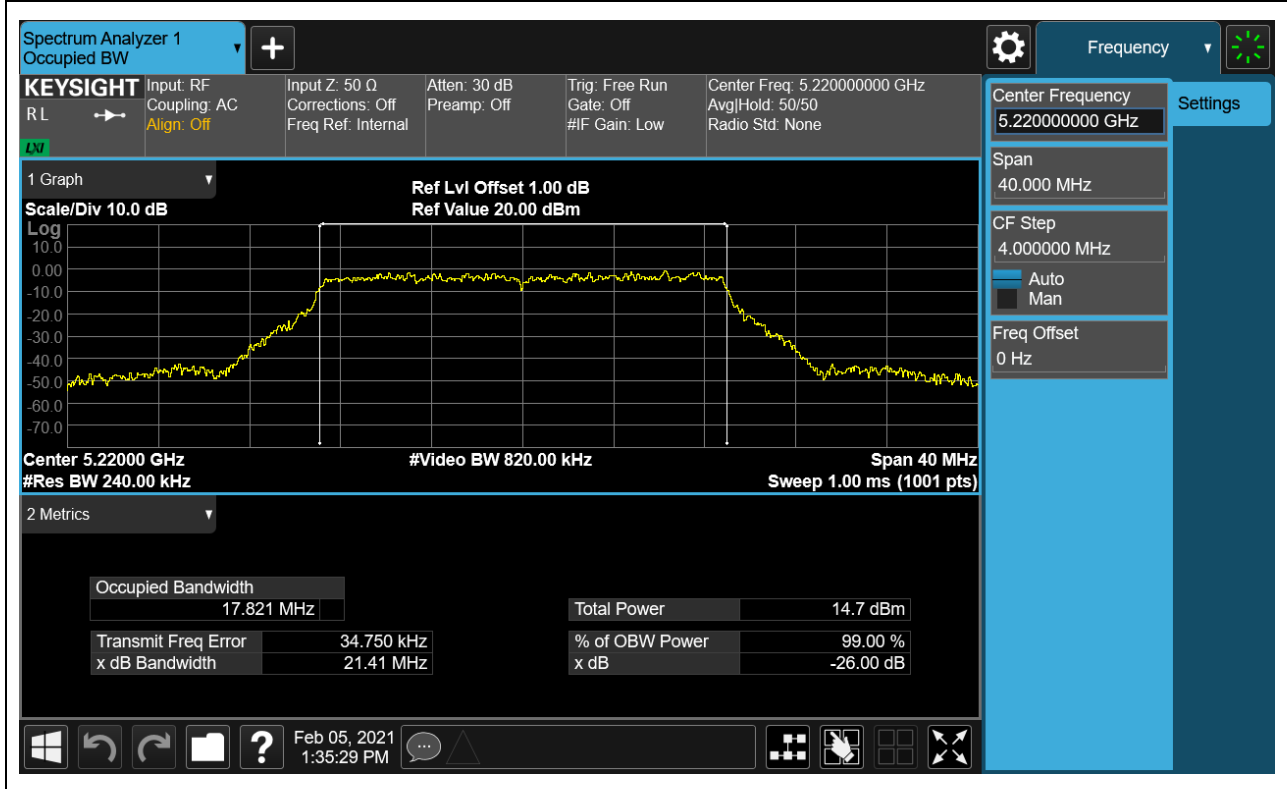 Spectrum Analyzer 1
Occupied BW
+
Frequency
KEYSIGHT
R L
LXI
Input: RF
Coupling: AC
Align: Off
Input Z: 50 Ω
Corrections: Off
Freq Ref: Internal
Atten: 30 dB
Preamp: Off
Trig: Free Run
Gate: Off
#IF Gain: Low
Center Freq: 5.220000000 GHz
Avg|Hold: 50/50
Radio Std: None
Center Frequency
5.220000000 GHz
Settings
Span
40.000 MHz
CF Step
4.000000 MHz
Auto
Man
Freq Offset
0 Hz
1 Graph
Scale/Div 10.0 dB
Ref Lvl Offset 1.00 dB
Ref Value 20.00 dBm
Log
10.0
0.00
-10.0
-20.0
-30.0
-40.0
-50.0
-60.0
-70.0
Center 5.22000 GHz
#Video BW 820.00 kHz
Span 40 MHz
#Res BW 240.00 kHz
Sweep 1.00 ms (1001 pts)
2 Metrics
Occupied Bandwidth
17.821 MHz
Total Power 14.7 dBm
Transmit Freq Error 34.750 kHz
% of OBW Power 99.00 %
x dB Bandwidth 21.41 MHz
x dB -26.00 dB
?
Feb 05, 2021
1:35:29 PM